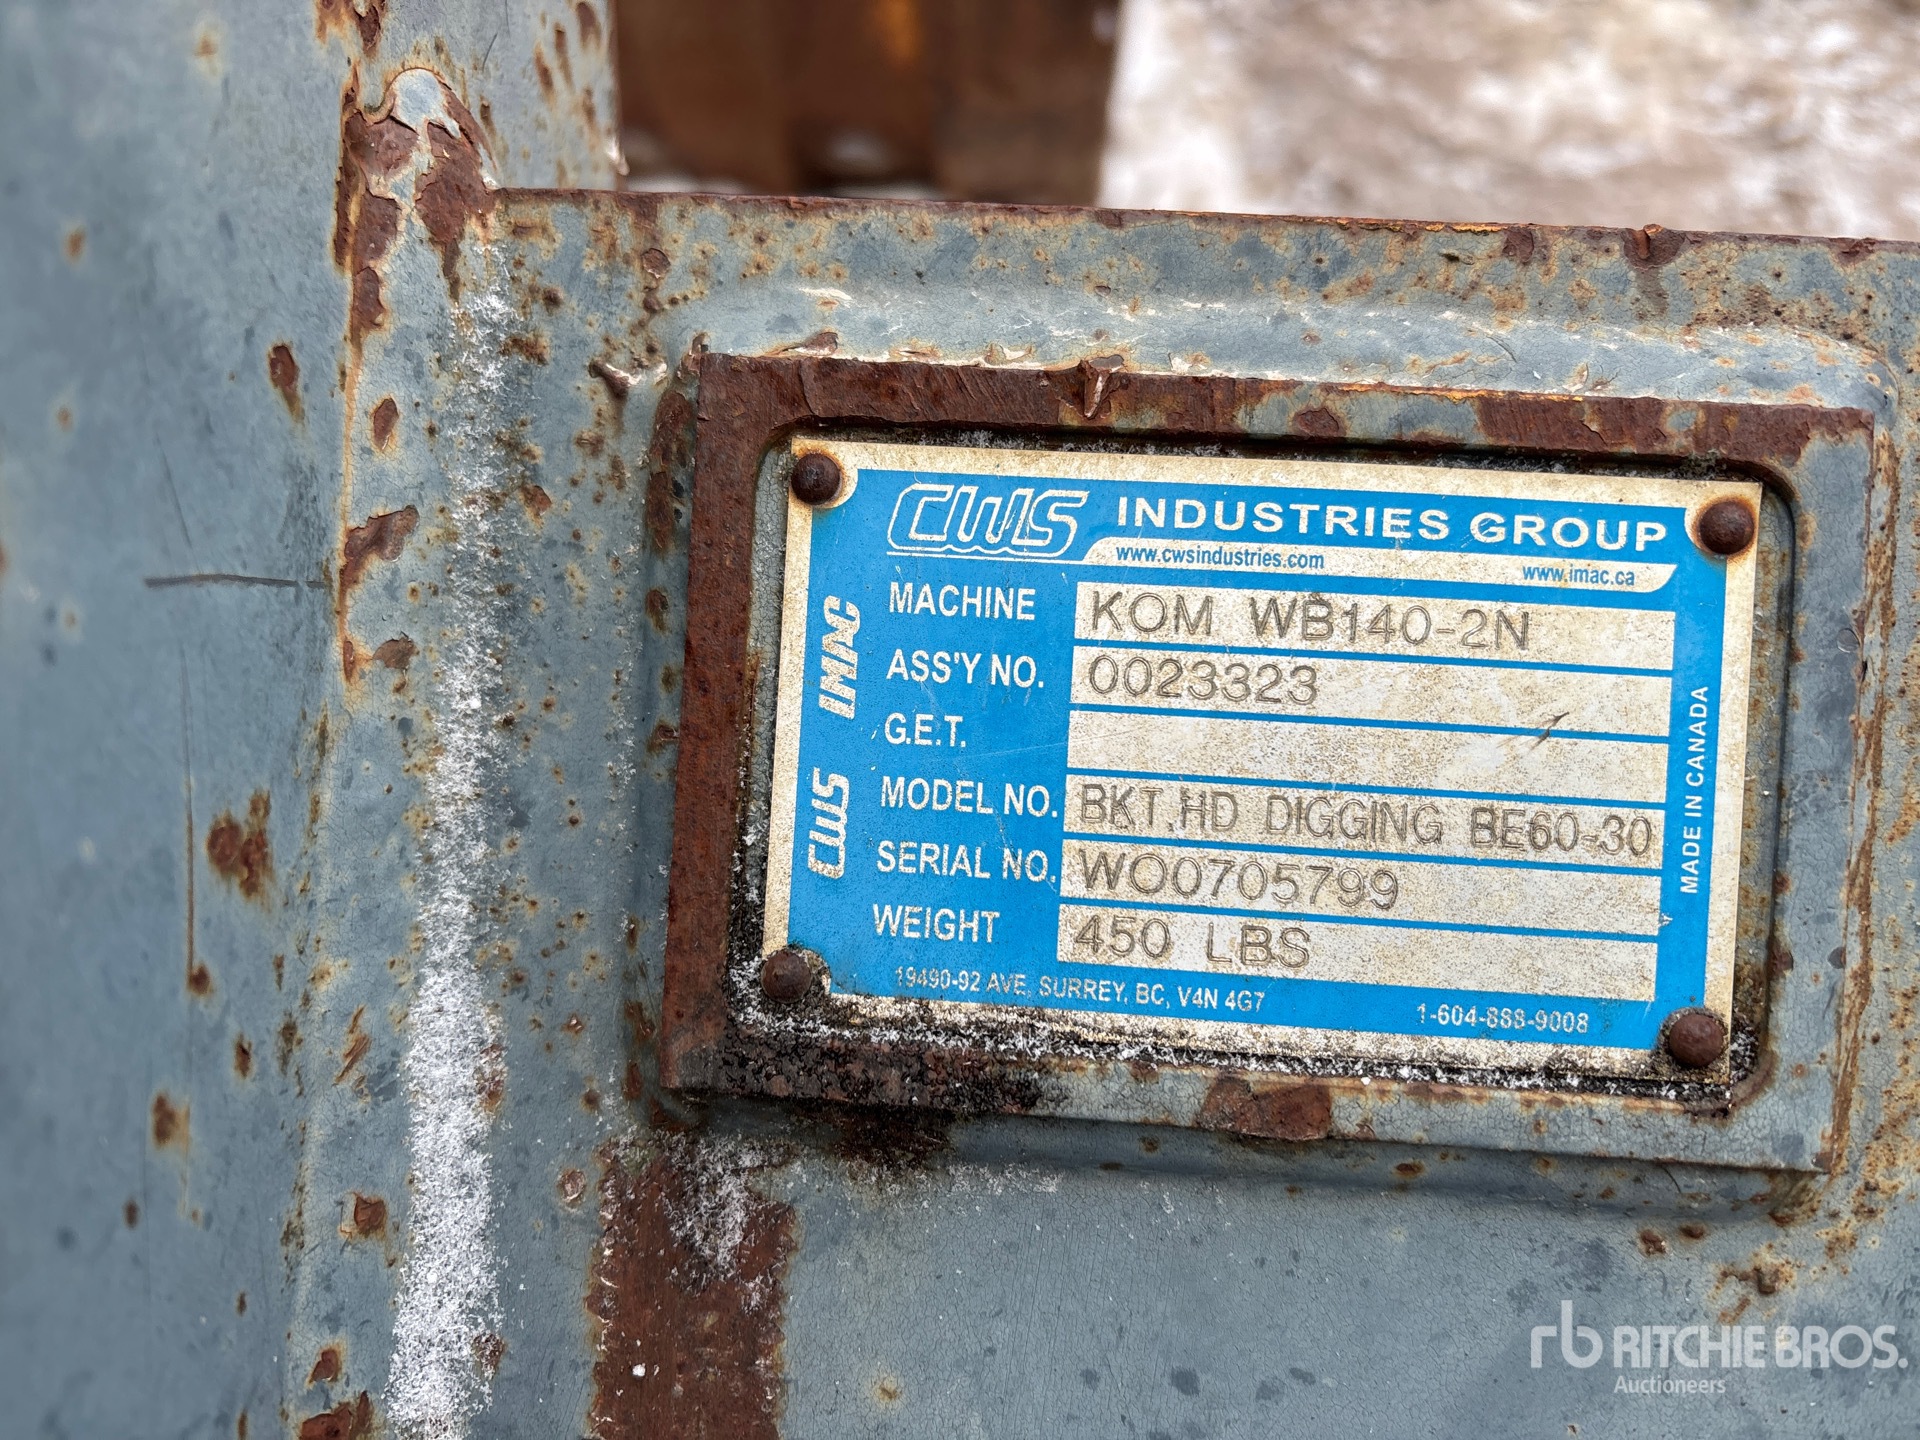 CWS INDUSTRIES GROUP
www.cwsindustries.com www.imac.ca
MACHINE KOM WB140-2N
ASS'Y NO. 0023323
G.E.T.
MODEL NO. BKT,HD DIGGING BE60-30
SERIAL NO. WO0705799
WEIGHT 450 LBS
19490-92 AVE, SURREY, BC, V4N 4G7 1-604-888-9008
CWS IMAC
MADE IN CANADA
rb RITCHIE BROS.
Auctioneers